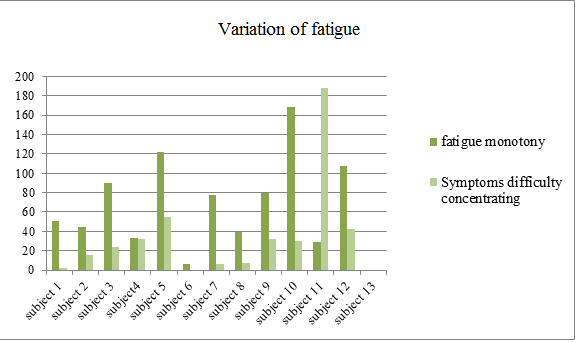 Variation of fatigue
200
180
160
140
120
100
80
60
40
20
0
subject 1
subject 2
subject 3
subject4
subject 5
subject 6
subject 7
subject 8
subject 9
subject 10
subject 11
subject 12
subject 13
fatigue monotony
Symptoms difficulty
concentrating